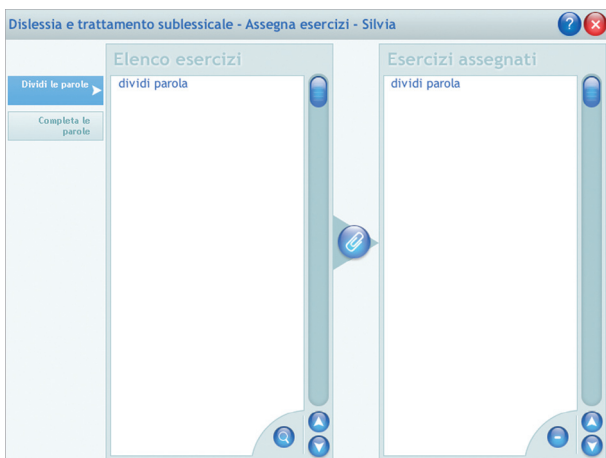 Dislessia e trattamento sublessicale - Assegna esercizi - Silvia
?
Elenco esercizi
Esercizi assegnati
Dividi le parole
dividi parola
dividi parola
Completa le
parole